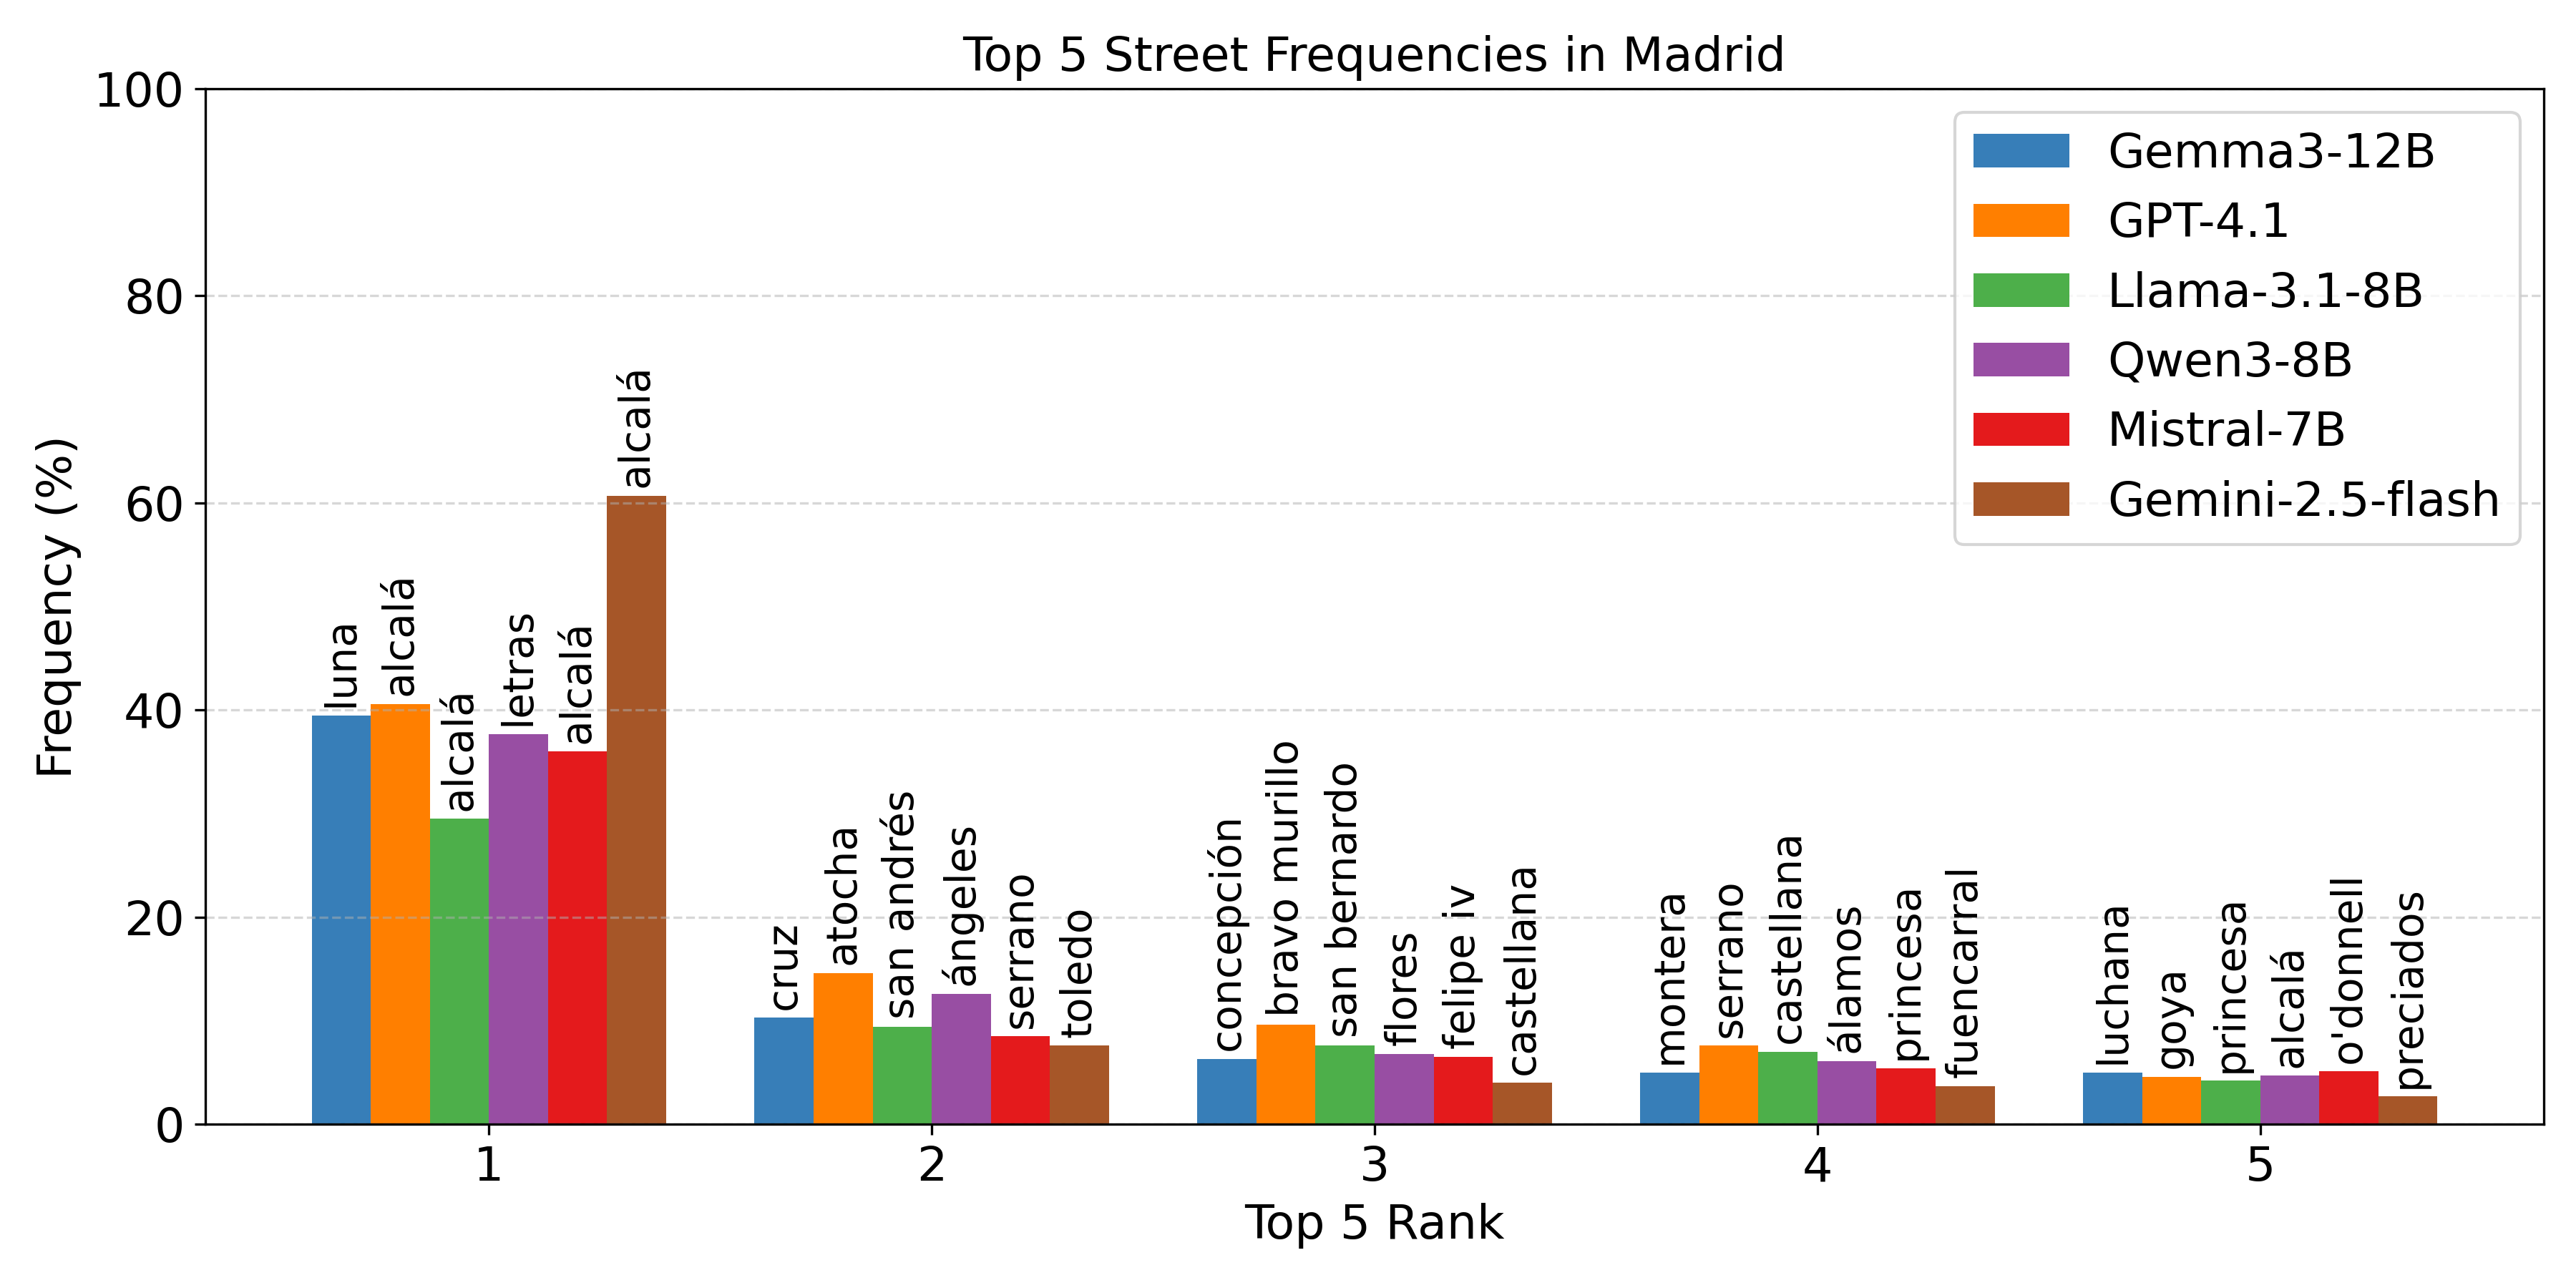 Top 5 Street Frequencies in Madrid
Frequency (%)
100
80
60
40
20
0
Gemma3-12B
GPT-4.1
Llama-3.1-8B
Qwen3-8B
Mistral-7B
Gemini-2.5-flash
luna
alcalá
alcalá
letras
alcalá
alcalá
cruz
atocha
san andrés
ángeles
serrano
toledo
concepción
bravo murillo
san bernardo
flores
felipe iv
castellana
montera
serrano
castellana
álamos
princesa
fuencarral
luchana
goya
princesa
alcalá
o'donnell
preciados
1
2
3
4
5
Top 5 Rank